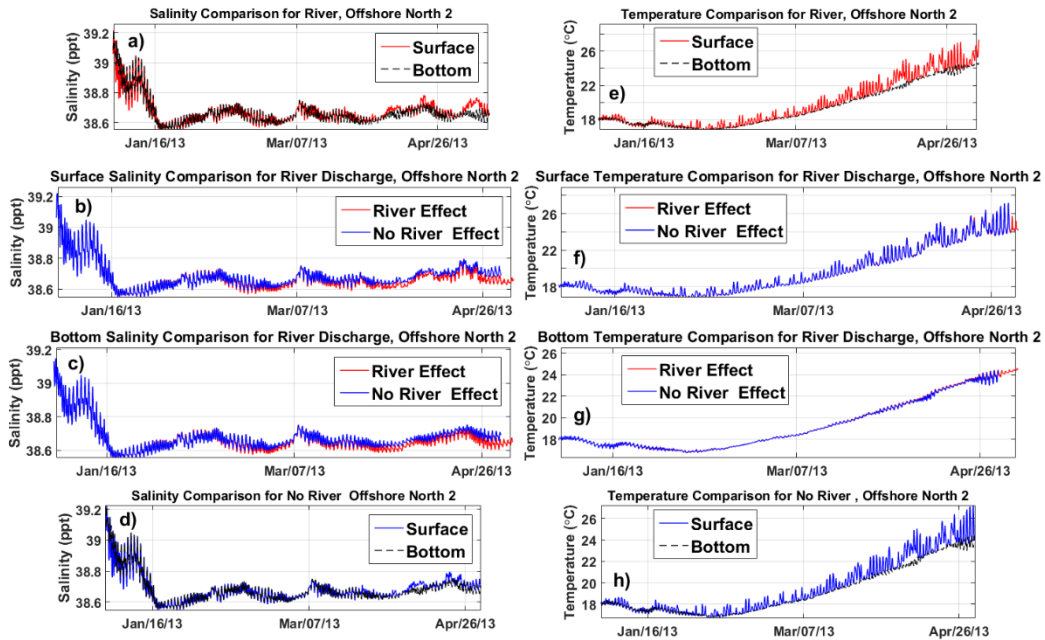 Salinity Comparison for River, Offshore North 2
Salinity (ppt)
39.2
39
38.8
38.6
a)
Surface
Bottom
Jan/16/13
Mar/07/13
Apr/26/13
Temperature Comparison for River, Offshore North 2
Temperature (°C)
26
22
18
e)
Surface
Bottom
Jan/16/13
Mar/07/13
Apr/26/13
Surface Salinity Comparison for River Discharge, Offshore North 2
Salinity (ppt)
39.2
39
38.8
38.6
b)
River Effect
No River Effect
Jan/16/13
Mar/07/13
Apr/26/13
Surface Temperature Comparison for River Discharge, Offshore North 2
Temperature (°C)
26
22
18
f)
River Effect
No River Effect
Jan/16/13
Mar/07/13
Apr/26/13
Bottom Salinity Comparison for River Discharge, Offshore North 2
Salinity (ppt)
39.2
39
38.8
38.6
c)
River Effect
No River Effect
Jan/16/13
Mar/07/13
Apr/26/13
Bottom Temperature Comparison for River Discharge, Offshore North 2
Temperature (°C)
26
24
22
20
18
g)
River Effect
No River Effect
Jan/16/13
Mar/07/13
Apr/26/13
Salinity Comparison for No River Offshore North 2
Salinity (ppt)
39.2
39
38.8
38.6
d)
Surface
Bottom
Jan/16/13
Mar/07/13
Apr/26/13
Temperature Comparison for No River , Offshore North 2
Temperature (°C)
26
24
22
20
18
h)
Surface
Bottom
Jan/16/13
Mar/07/13
Apr/26/13